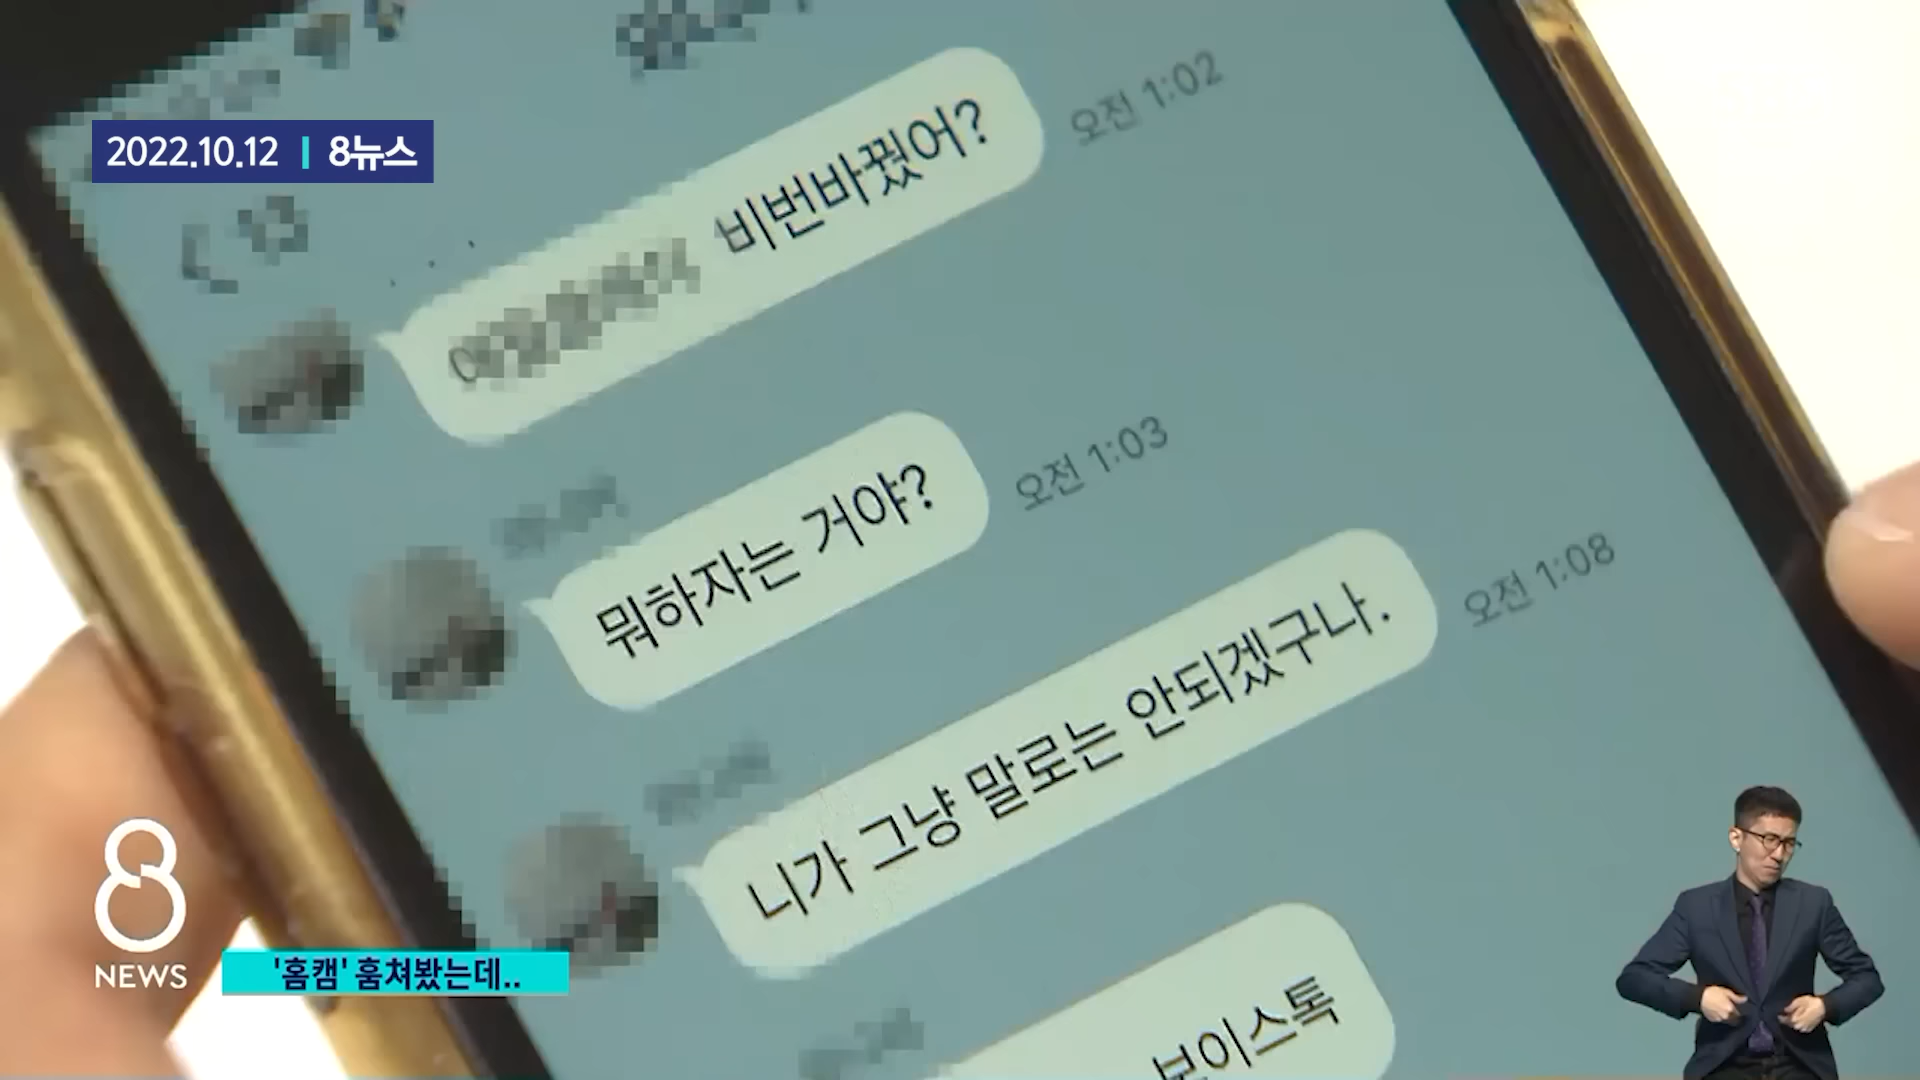 2022.10.12 | 8뉴스
비번바꿨어?
오전 1:02
뭐하자는 거야?
오전 1:03
니가 그냥 말로는 안되겠구나.
오전 1:08
보이스톡
8
NEWS
'홈캠' 훔쳐봤는데..